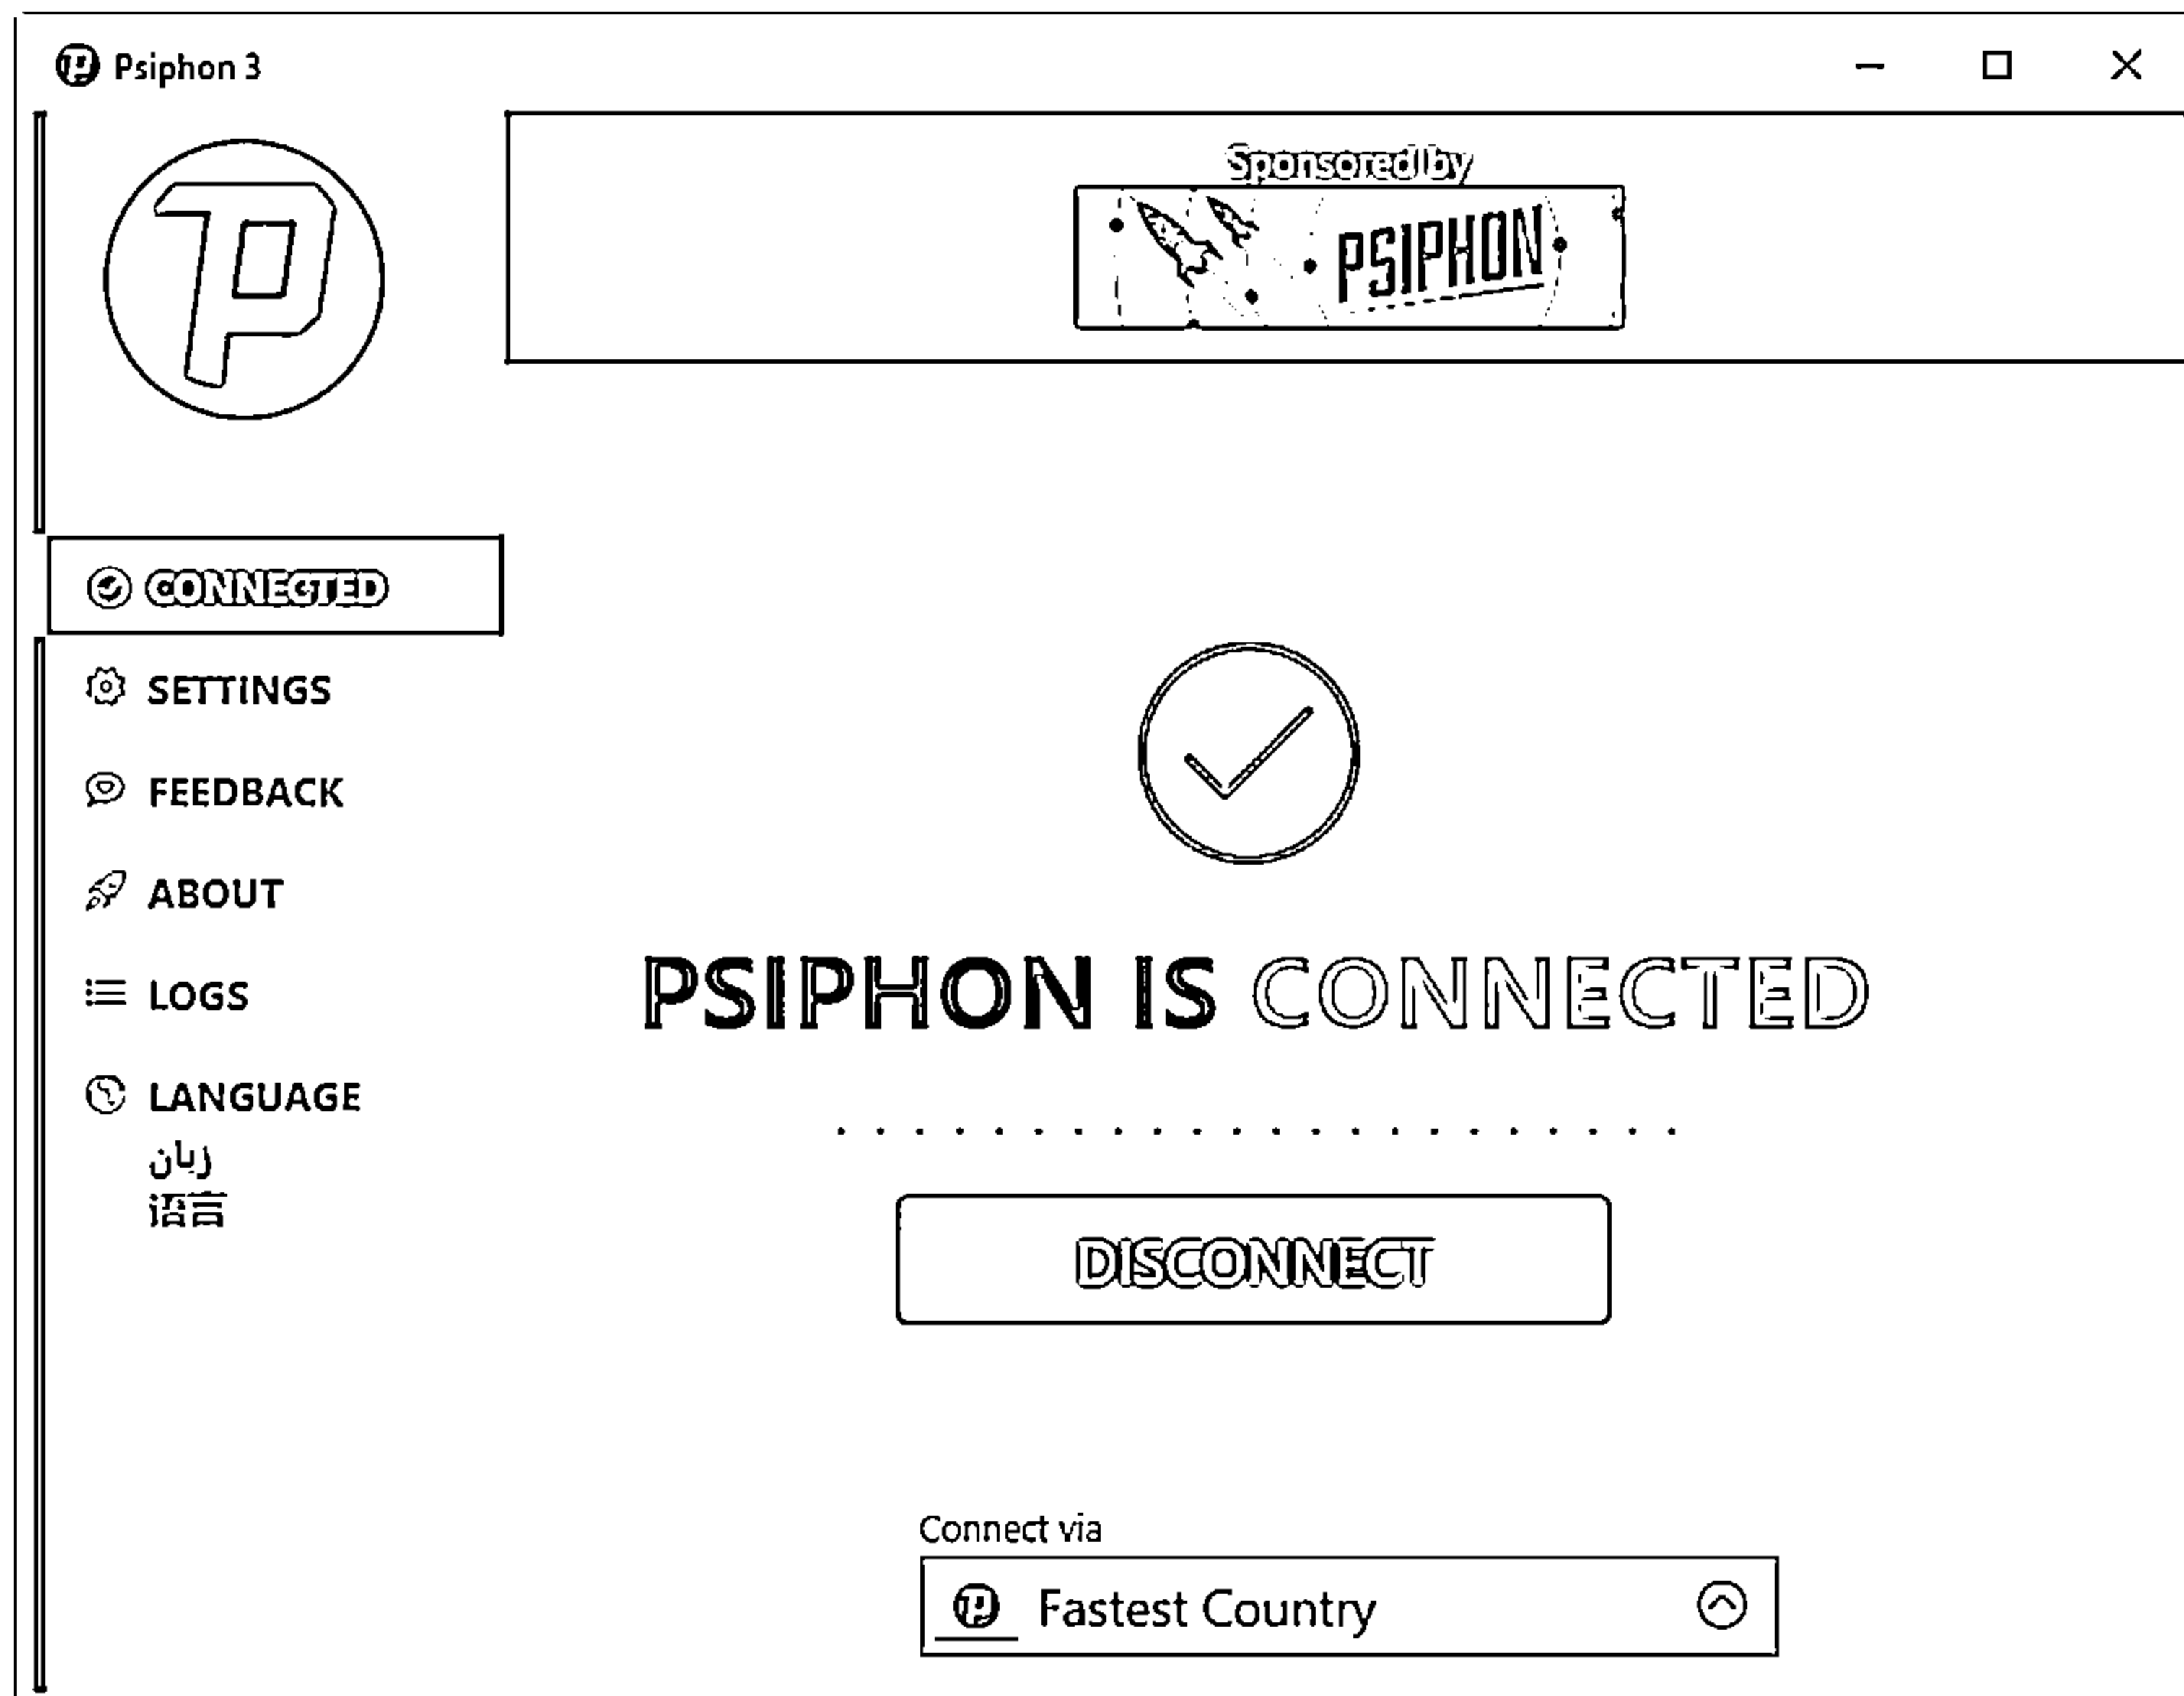 Psiphon 3
Sponsored by
PSIPHON
CONNECTED
SETTINGS
FEEDBACK
ABOUT
LOGS
LANGUAGE
زبان
语言
PSIPHON IS CONNECTED
DISCONNECT
Connect via
Fastest Country